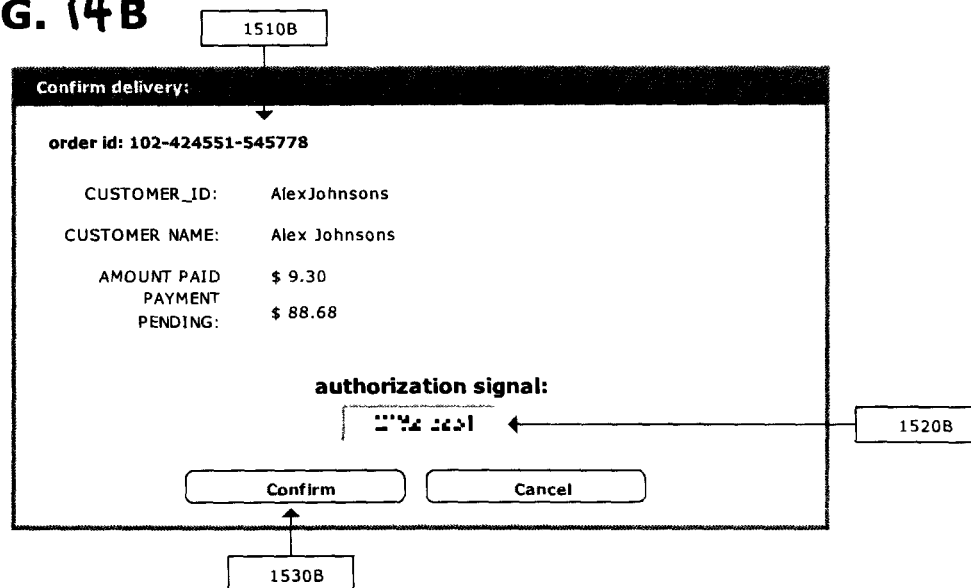 G. 14B
1510B
Confirm delivery:
order id: 102-424551-545778
CUSTOMER_ID: AlexJohnsons
CUSTOMER NAME: Alex Johnsons
AMOUNT PAID $ 9.30
PAYMENT
PENDING: $ 88.68
authorization signal:
1520B
Confirm Cancel
1530B